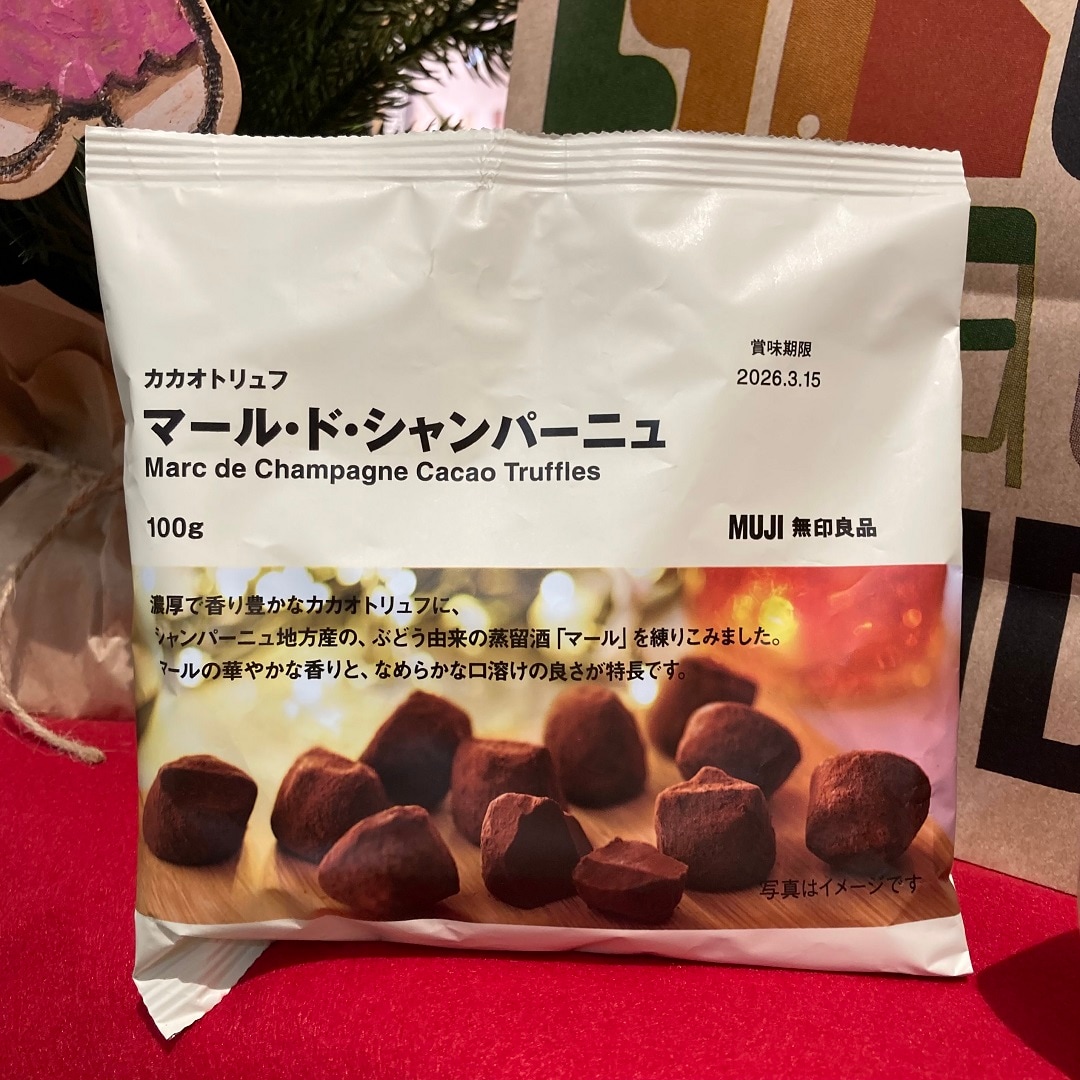 賞味期限
2026.3.15
カカオトリュフ
マール・ド・シャンパーニュ
Marc de Champagne Cacao Truffles
100g
MUJI 無印良品
濃厚で香り豊かなカカオトリュフに、
シャンパーニュ地方産の、ぶどう由来の蒸留酒「マール」を練りこみました。
マールの華やかな香りと、なめらかな口溶けの良さが特長です。
写真はイメージです